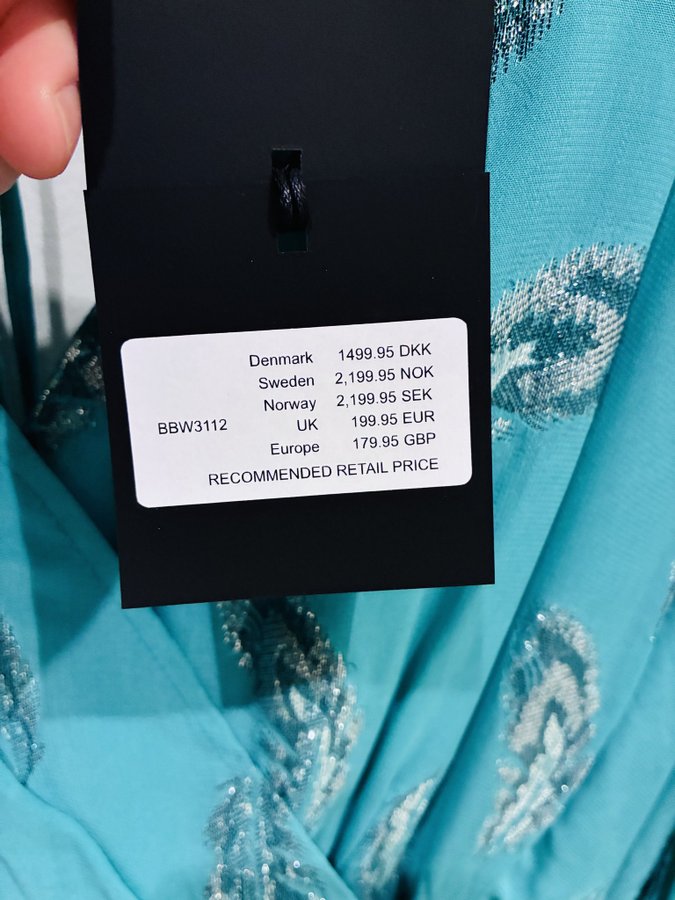 Denmark 1499.95 DKK
Sweden 2,199.95 NOK
Norway 2,199.95 SEK
BBW3112 UK 199.95 EUR
Europe 179.95 GBP
RECOMMENDED RETAIL PRICE